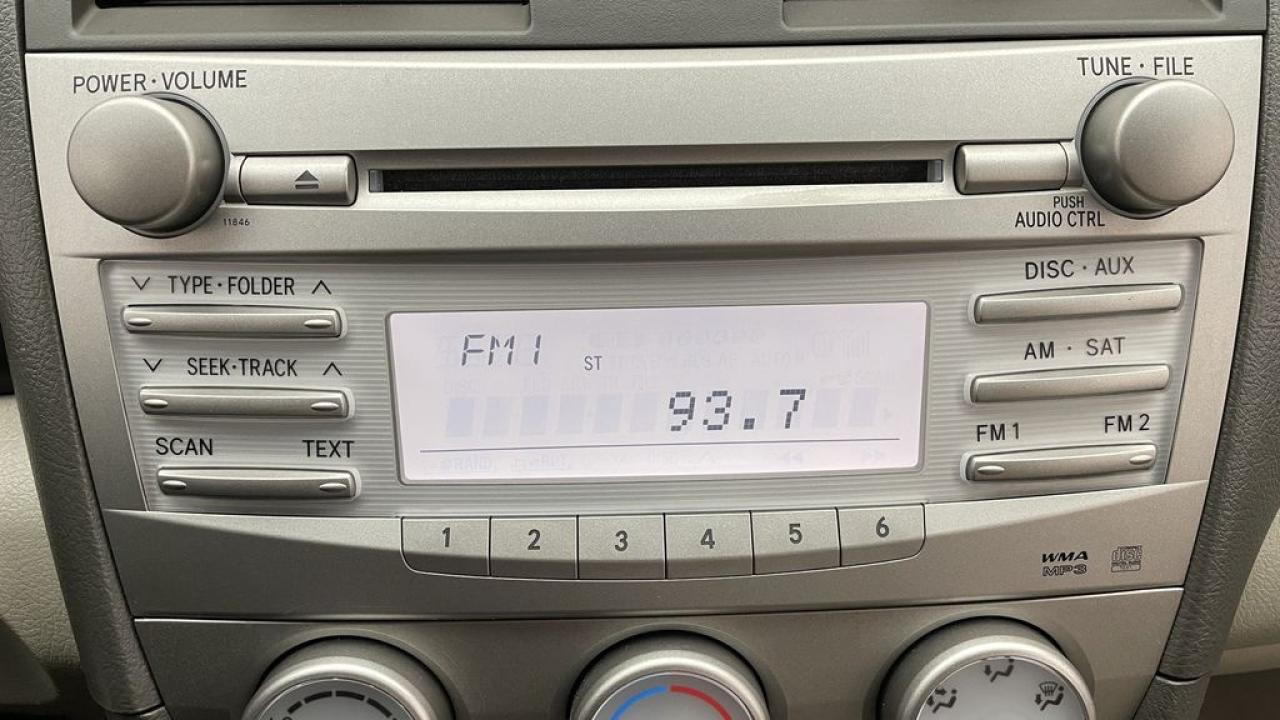 POWER · VOLUME
TUNE · FILE
11846
PUSH
AUDIO CTRL
TYPE · FOLDER
DISC · AUX
SEEK · TRACK
AM · SAT
SCAN
TEXT
FM 1
FM 2
FM1
ST
93.7
1
2
3
4
5
6
WMA
MP3
disc